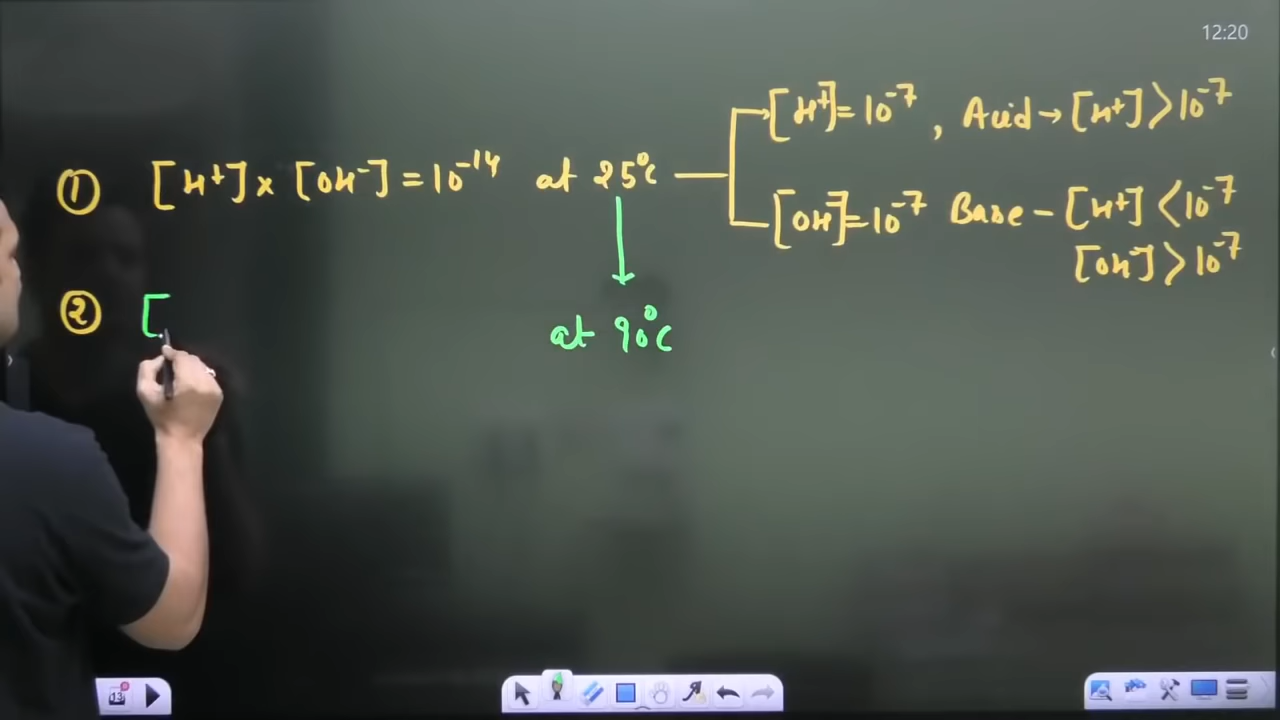 12:20
[H⁺]=10⁻⁷, Acid→[H⁺]>10⁻⁷
① [H⁺]×[OH⁻]=10⁻¹⁴ at 25°C
[OH⁻]=10⁻⁷ Base-[H⁺]<10⁻⁷
[OH⁻]>10⁻⁷
② [
at 90°C
13